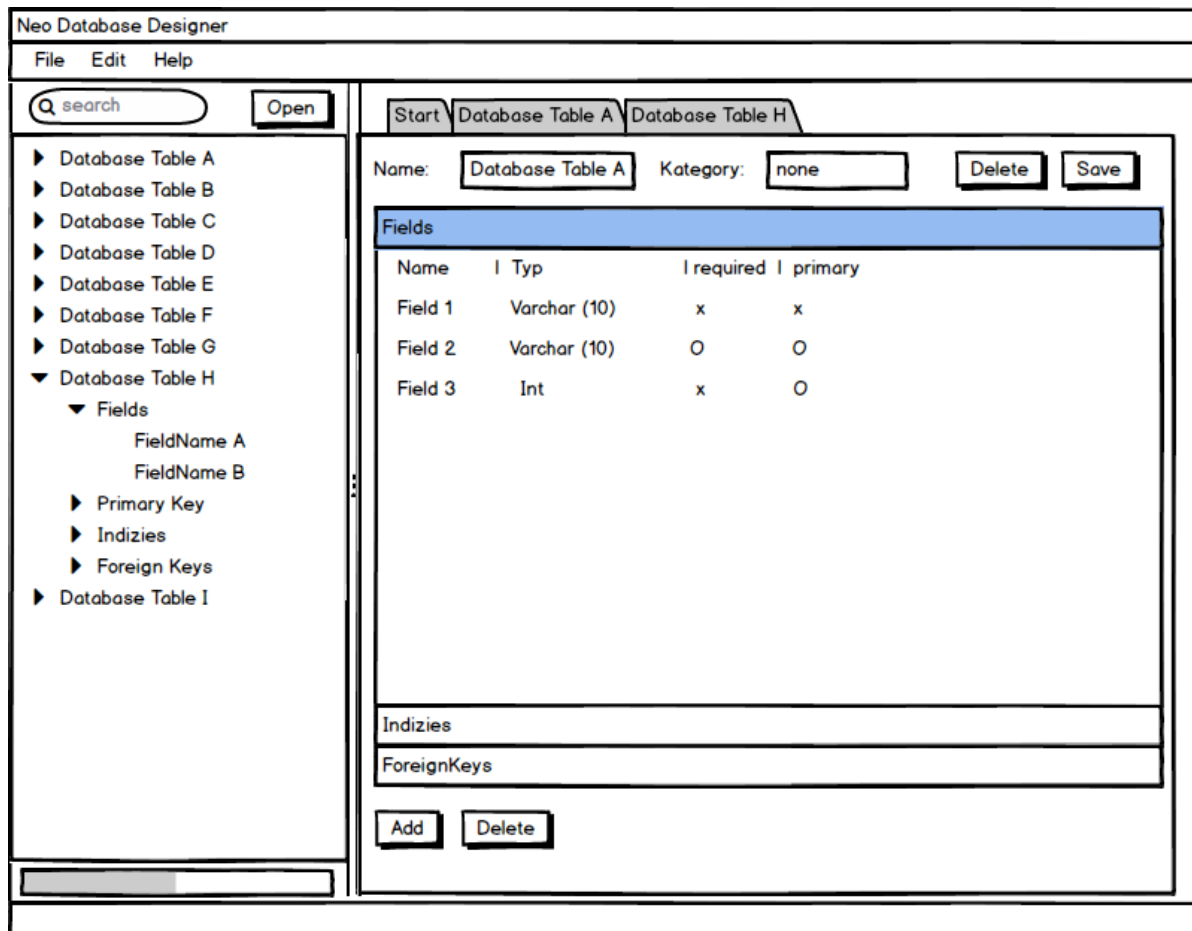 Neo Database Designer
File Edit Help
search Open
Database Table A
Database Table B
Database Table C
Database Table D
Database Table E
Database Table F
Database Table G
Database Table H
Fields
FieldName A
FieldName B
Primary Key
Indizies
Foreign Keys
Database Table I
Start Database Table A Database Table H
Name: Database Table A Kategory: none Delete Save
Fields
Name | Typ | required | primary
Field 1 Varchar (10) x x
Field 2 Varchar (10) O O
Field 3 Int x O
Indizies
ForeignKeys
Add Delete